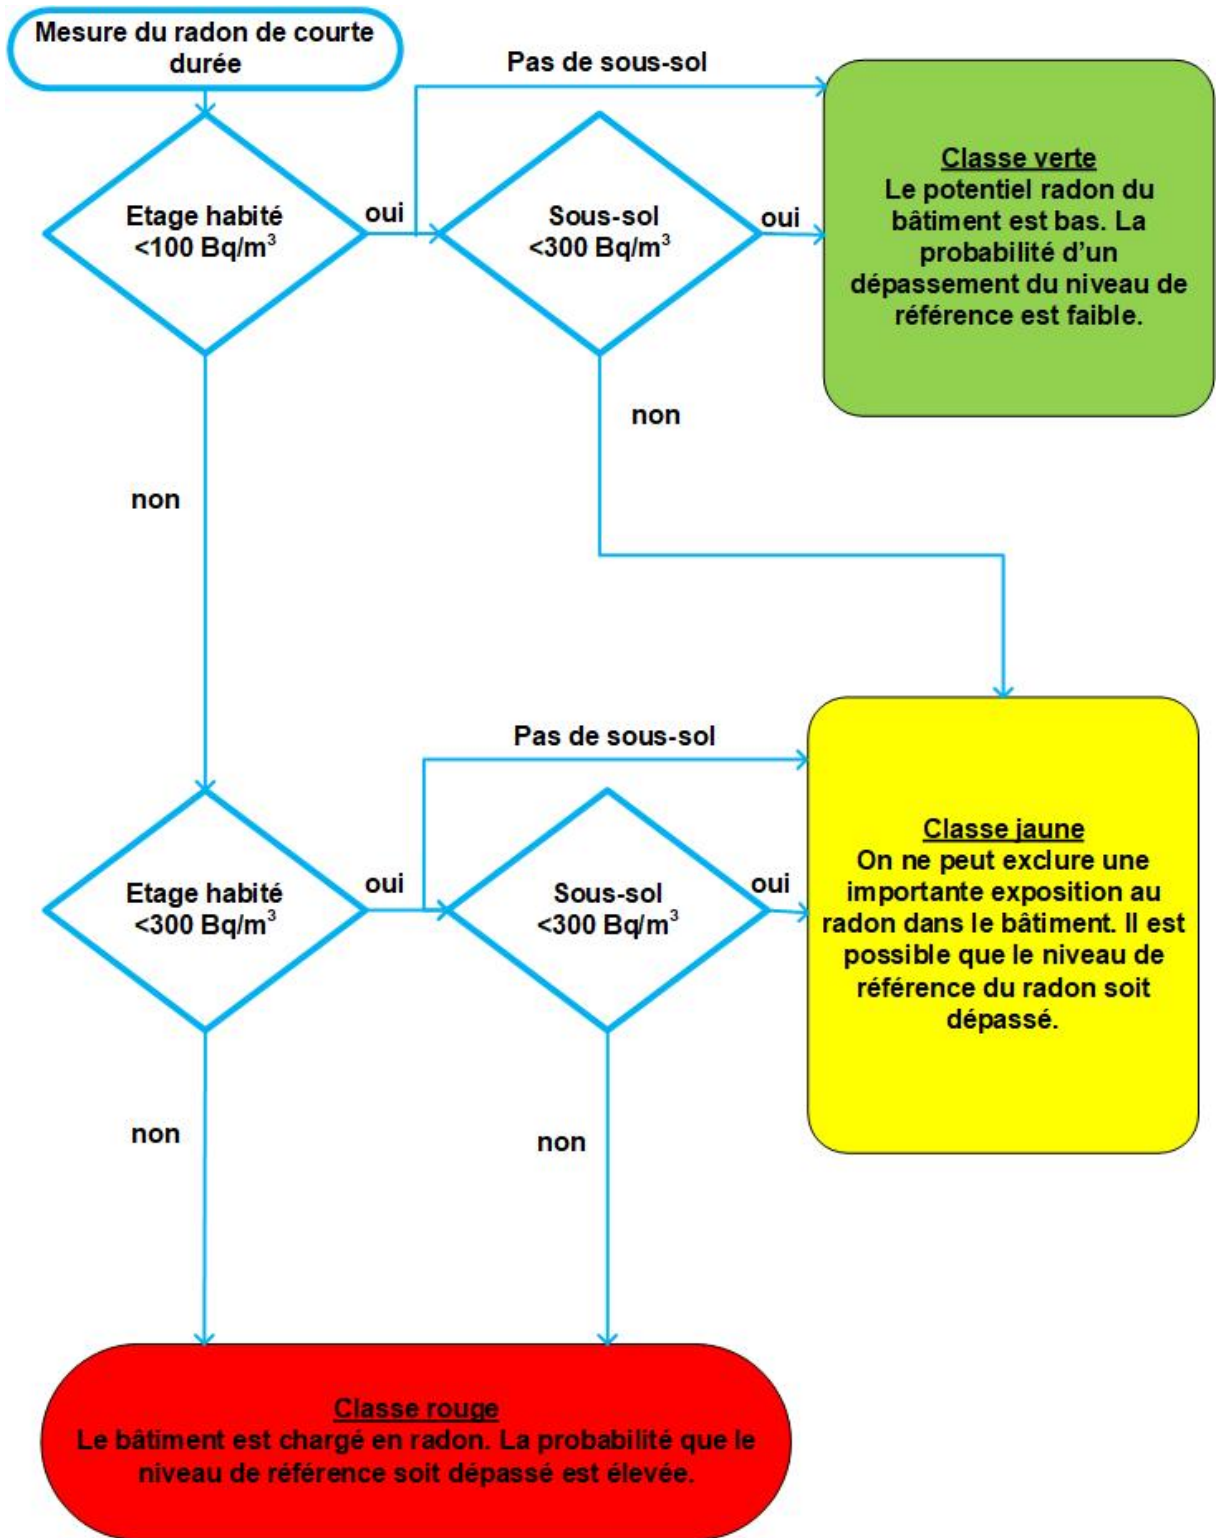 Mesure du radon de courte
durée
Pas de sous-sol
Etage habité
<100 Bq/m³
oui
Sous-sol
<300 Bq/m³
oui
Classe verte
Le potentiel radon du
bâtiment est bas. La
probabilité d'un
dépassement du niveau de
référence est faible.
non
non
Pas de sous-sol
Etage habité
<300 Bq/m³
oui
Sous-sol
<300 Bq/m³
oui
Classe jaune
On ne peut exclure une
importante exposition au
radon dans le bâtiment. Il est
possible que le niveau de
référence du radon soit
dépassé.
non
non
Classe rouge
Le bâtiment est chargé en radon. La probabilité que le
niveau de référence soit dépassé est élevée.